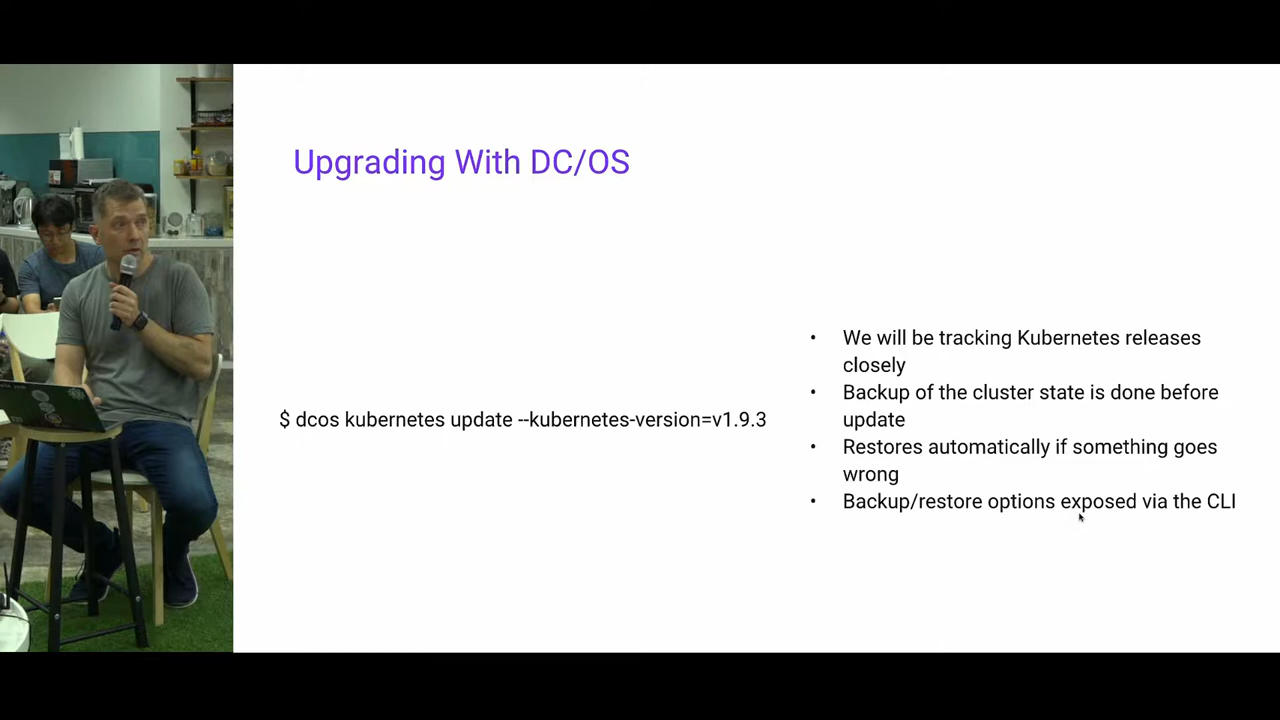 Upgrading With DC/OS
$ dcos kubernetes update --kubernetes-version=v1.9.3
• We will be tracking Kubernetes releases
closely
• Backup of the cluster state is done before
update
• Restores automatically if something goes
wrong
• Backup/restore options exposed via the CLI